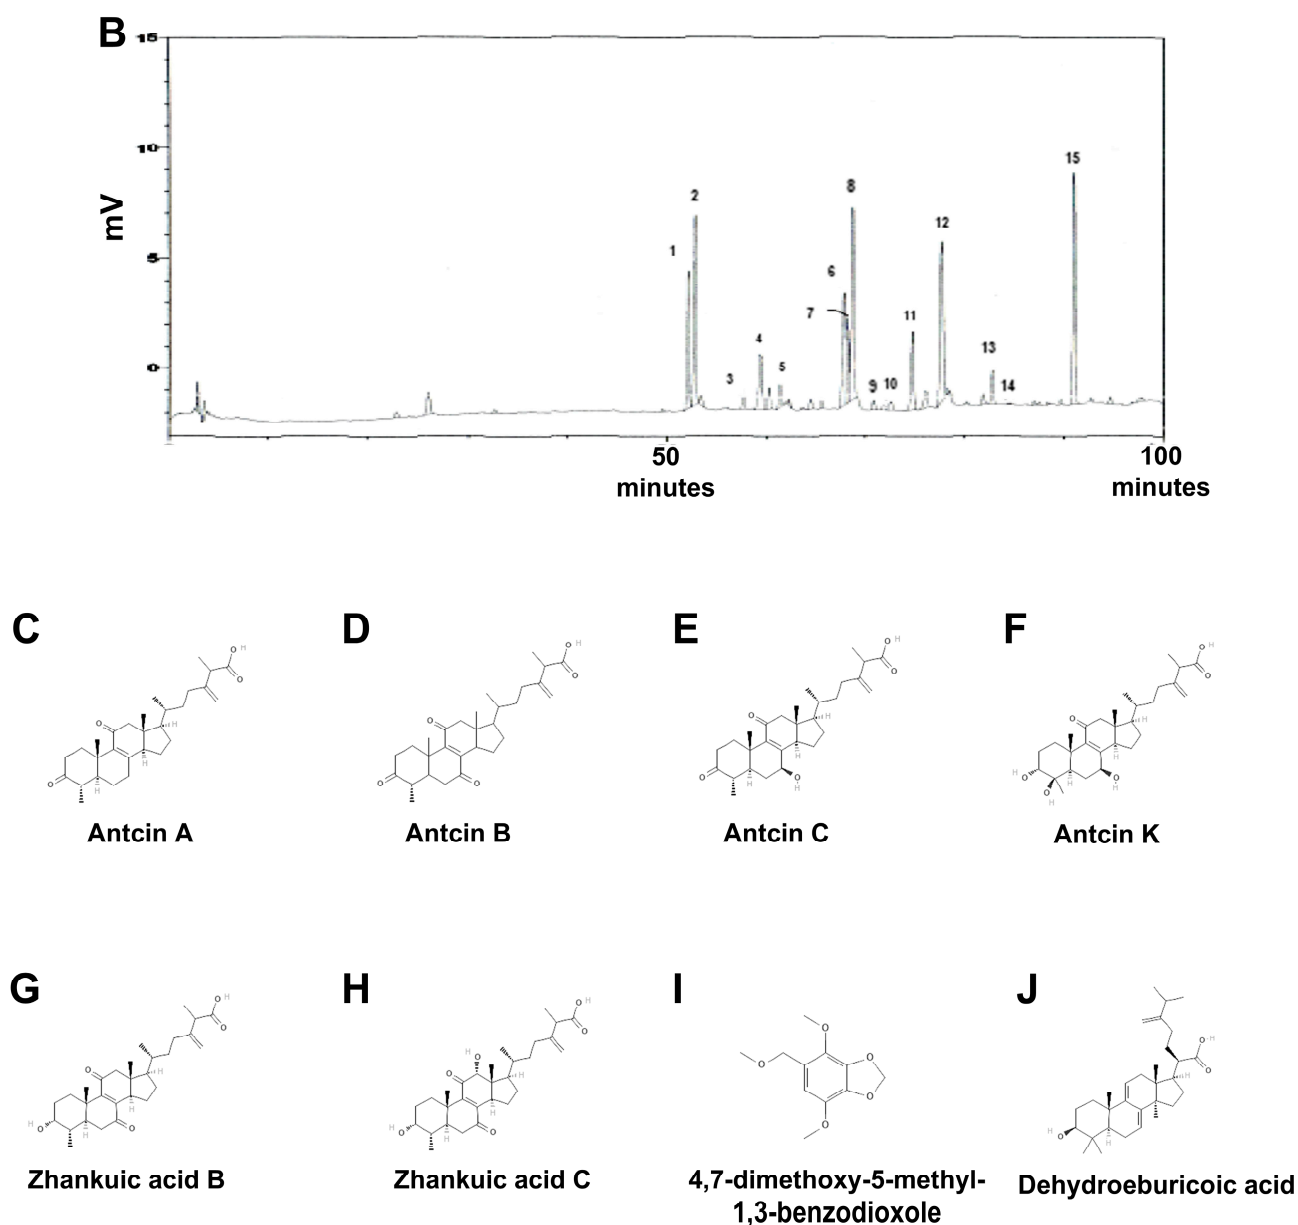 B
15
10
5
0
mV
1
2
3
4
5
6
7
8
9
10
11
12
13
14
15
50
100
minutes
minutes
C
D
E
F
O H
O
O
O
O H
O
O
O
O
O H
O
O
O
O
H
O H
O
O
H O
O
H
O
H
H
H
H
H
H
H
H
H
H
Antcin A
Antcin B
Antcin C
Antcin K
G
H
I
J
O H
O
O
H O
O
H
H
H
O H
O
H O
O
H O
O
H
H
H
O
O
O
O
O
O H
O
H O
H
H
Zhankuic acid B
Zhankuic acid C
4,7-dimethoxy-5-methyl-
1,3-benzodioxole
Dehydroeburicoic acid